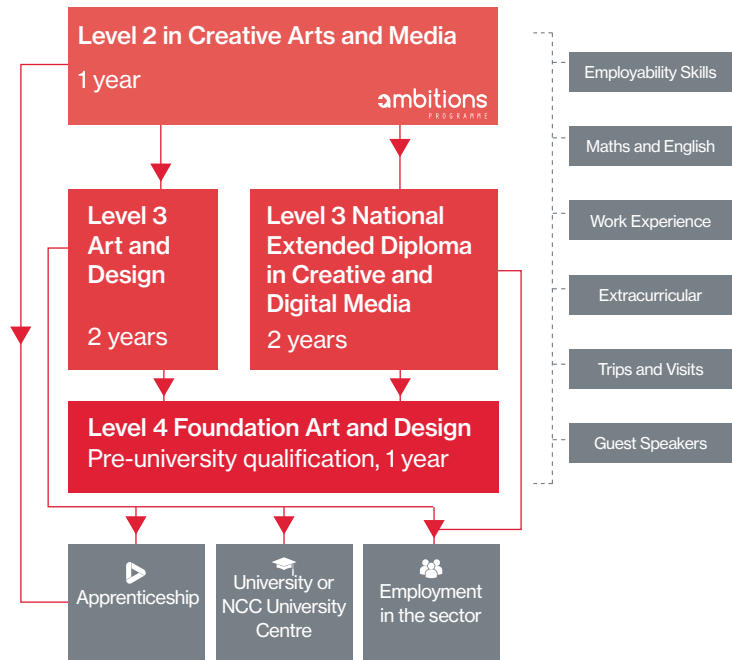 Level 2 in Creative Arts and Media
1 year
ambitions
PROGRAMME
Level 3
Art and
Design
2 years
Level 3 National
Extended Diploma
in Creative and
Digital Media
2 years
Level 4 Foundation Art and Design
Pre-university qualification, 1 year
Apprenticeship
University or
NCC University
Centre
Employment
in the sector
Employability Skills
Maths and English
Work Experience
Extracurricular
Trips and Visits
Guest Speakers